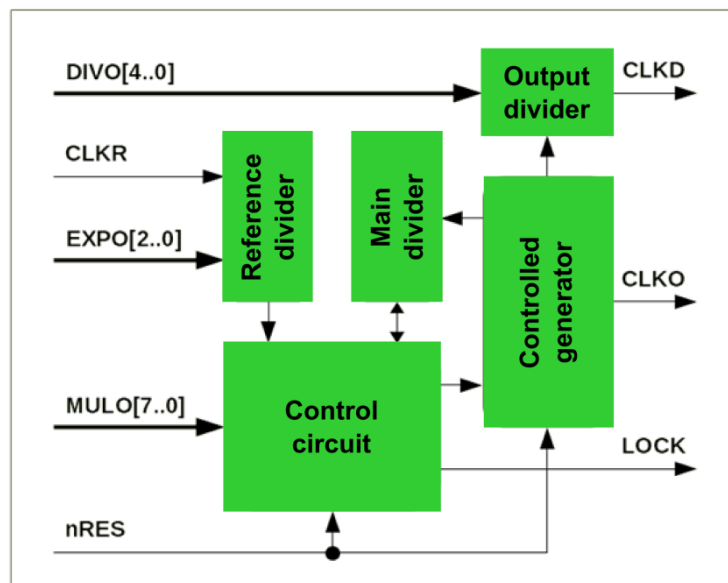 DIVO[4..0]
Output
divider
CLKD
CLKR
Reference
divider
Main
divider
EXPO[2..0]
Controlled
generator
CLKO
MULO[7..0]
Control
circuit
LOCK
nRES